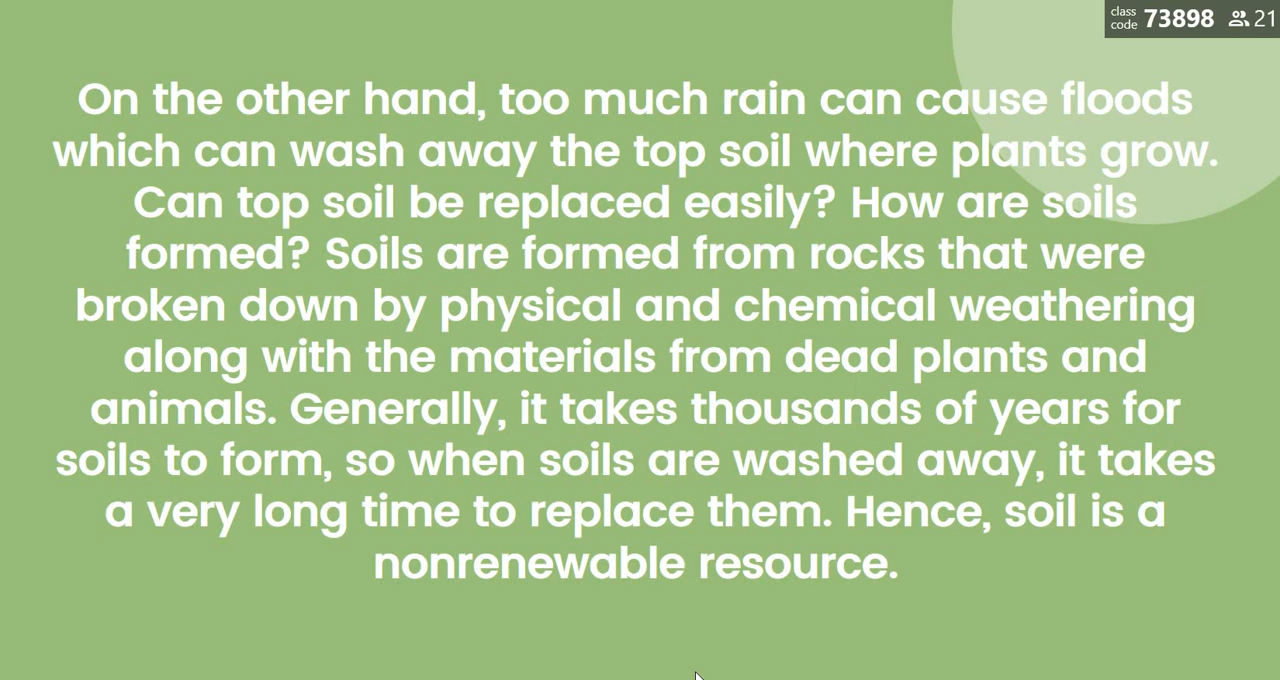 class
code 73898 21
On the other hand, too much rain can cause floods
which can wash away the top soil where plants grow.
Can top soil be replaced easily? How are soils
formed? Soils are formed from rocks that were
broken down by physical and chemical weathering
along with the materials from dead plants and
animals. Generally, it takes thousands of years for
soils to form, so when soils are washed away, it takes
a very long time to replace them. Hence, soil is a
nonrenewable resource.